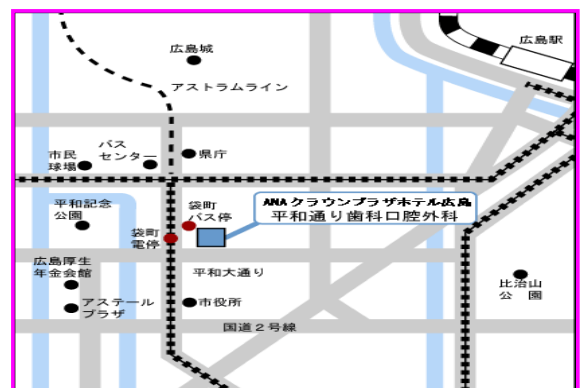 広島駅
広島城
アストラムライン
バス
センター
市民
球場
県庁
平和記念
公園
袋町
バス停
ANAクラウンプラザホテル広島
平和通り歯科口腔外科
袋町
電停
広島厚生
年金会館
平和大通り
比治山
公園
アステール
プラザ
市役所
国道２号線